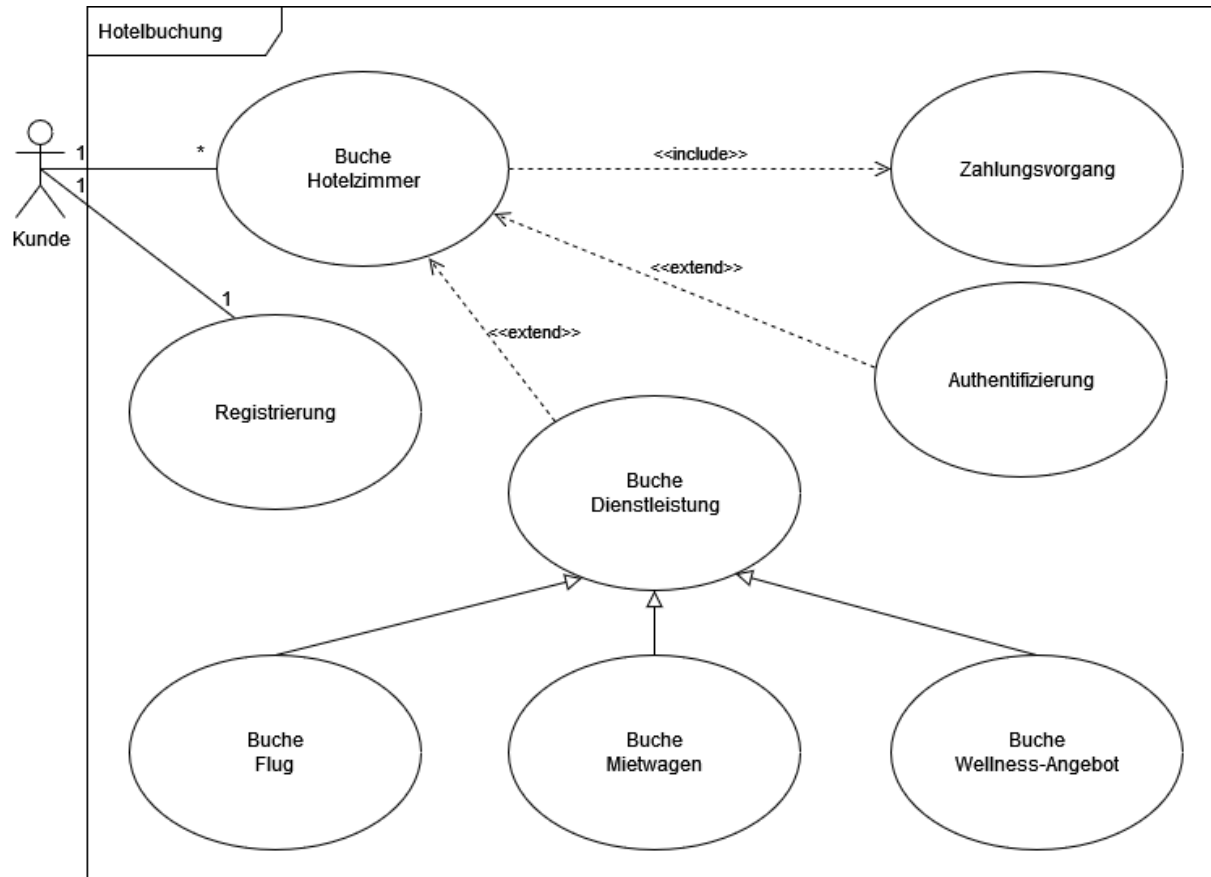 Hotelbuchung
1
*
1
Kunde
1
Buche
Hotelzimmer
<<include>>
Zahlungsvorgang
<<extend>>
<<extend>>
Authentifizierung
Registrierung
Buche
Dienstleistung
Buche
Flug
Buche
Mietwagen
Buche
Wellness-Angebot